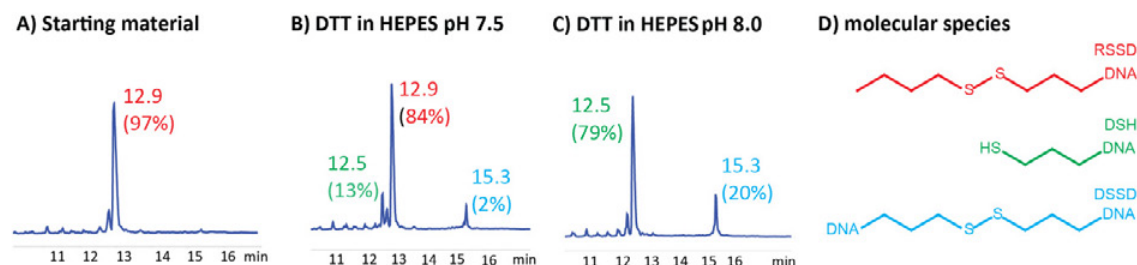 A) Starting material
12.9
(97%)
11 12 13 14 15 16 min
B) DTT in HEPES pH 7.5
12.9
(84%)
12.5
(13%)
15.3
(2%)
11 12 13 14 15 16 min
C) DTT in HEPES pH 8.0
12.5
(79%)
15.3
(20%)
11 12 13 14 15 16 min
D) molecular species
RSSD
S
S
DNA
DSH
HS
DNA
DSSD
DNA
S
S
DNA